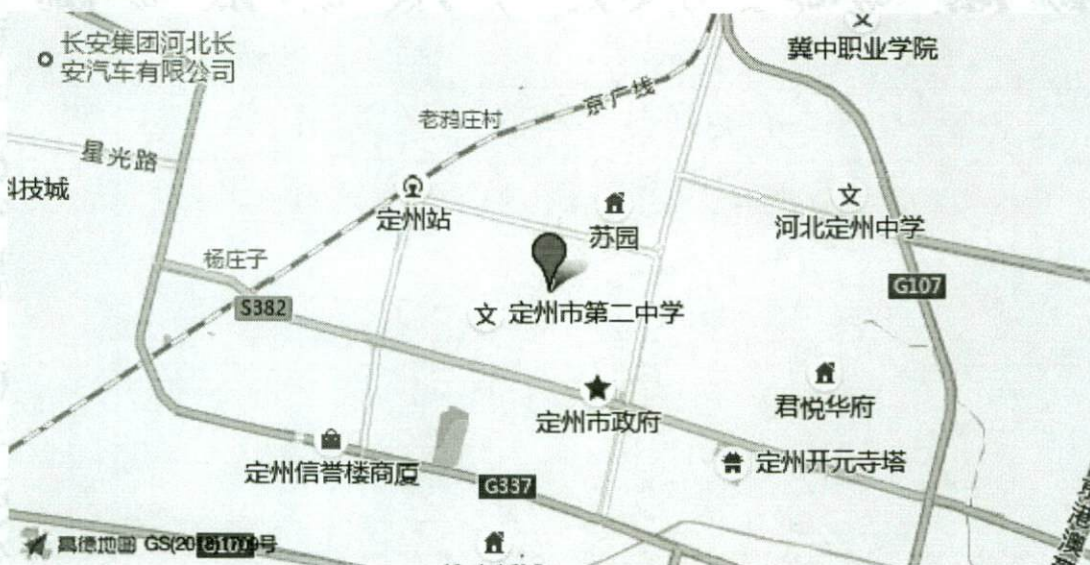 长安集团河北长
安汽车有限公司
冀中职业学院
京广线
老鸦庄村
星光路
科技城
定州站
苏园
河北定州中学
杨庄子
G107
S382
定州市第二中学
君悦华府
定州市政府
定州信誉楼商厦
定州开元寺塔
G337
高德地图